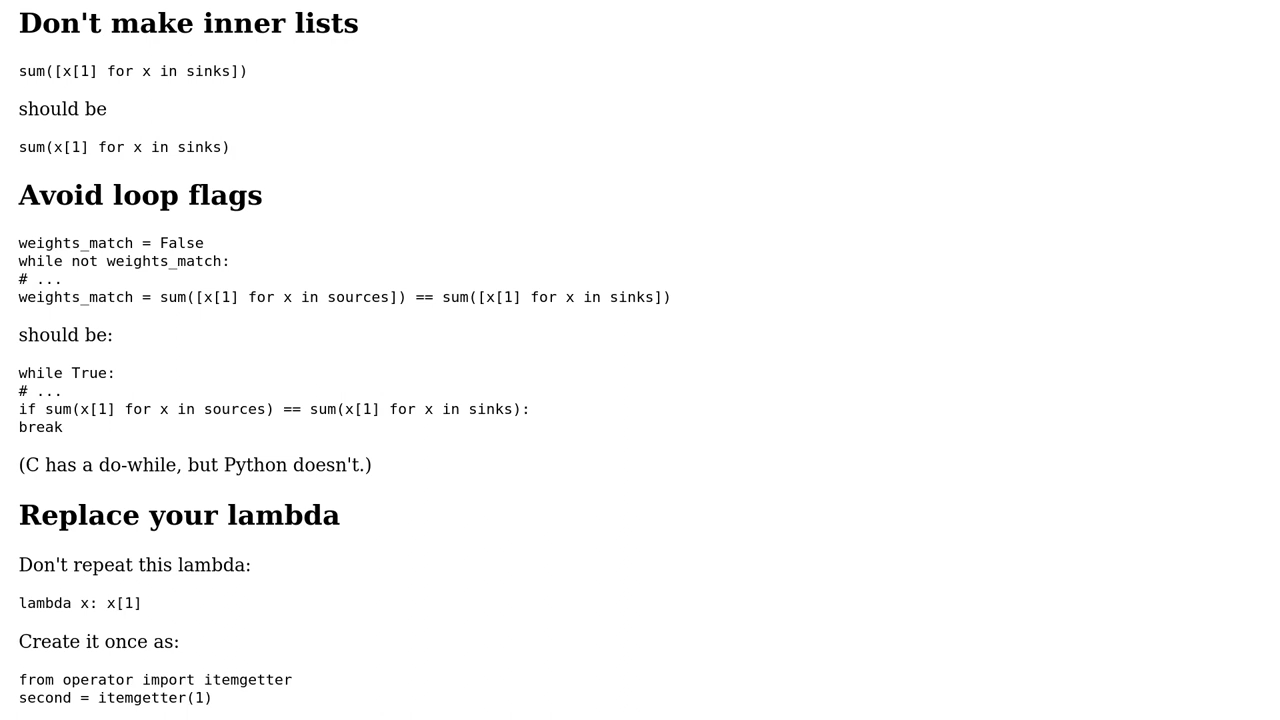 Don't make inner lists
sum([x[1] for x in sinks])
should be
sum(x[1] for x in sinks)
Avoid loop flags
weights_match = False
while not weights_match:
# ...
weights_match = sum([x[1] for x in sources]) == sum([x[1] for x in sinks])
should be:
while True:
# ...
if sum(x[1] for x in sources) == sum(x[1] for x in sinks):
break
(C has a do-while, but Python doesn't.)
Replace your lambda
Don't repeat this lambda:
lambda x: x[1]
Create it once as:
from operator import itemgetter
second = itemgetter(1)